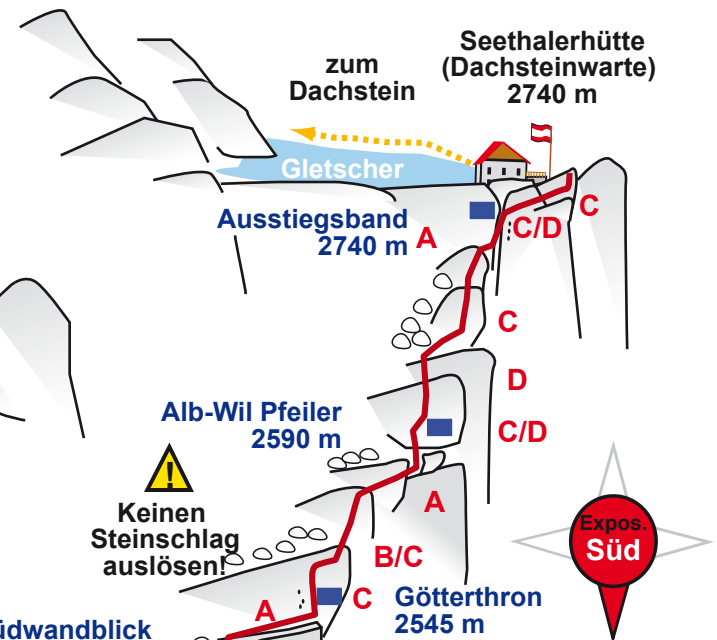 Seethalerhütte
(Dachsteinwarte)
2740 m
zum
Dachstein
Gletscher
Ausstiegsband
2740 m
A
C/D
C
C
D
Alb-Wil Pfeiler
2590 m
C/D
!
Keinen
Steinschlag
auslösen!
A
B/C
Expos.
Süd
A
C
Götterthron
2545 m
üdwandblick